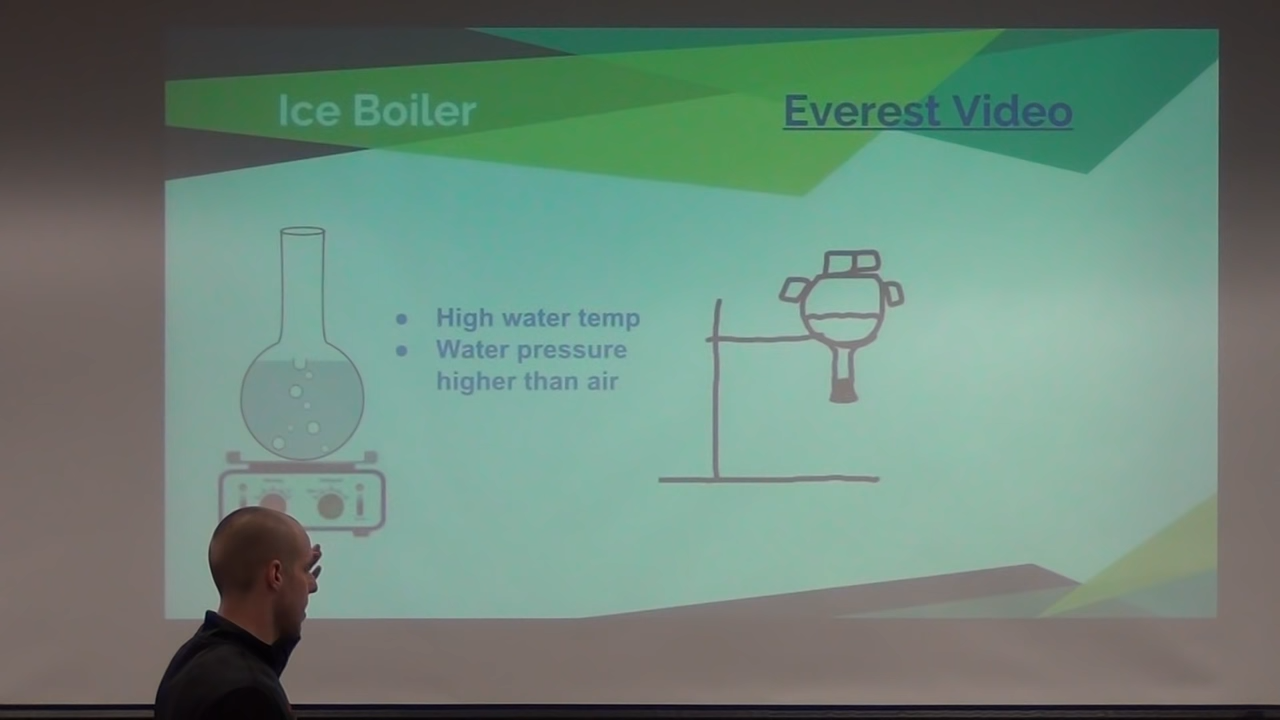 Ice Boiler
Everest Video
● High water temp
● Water pressure
higher than air